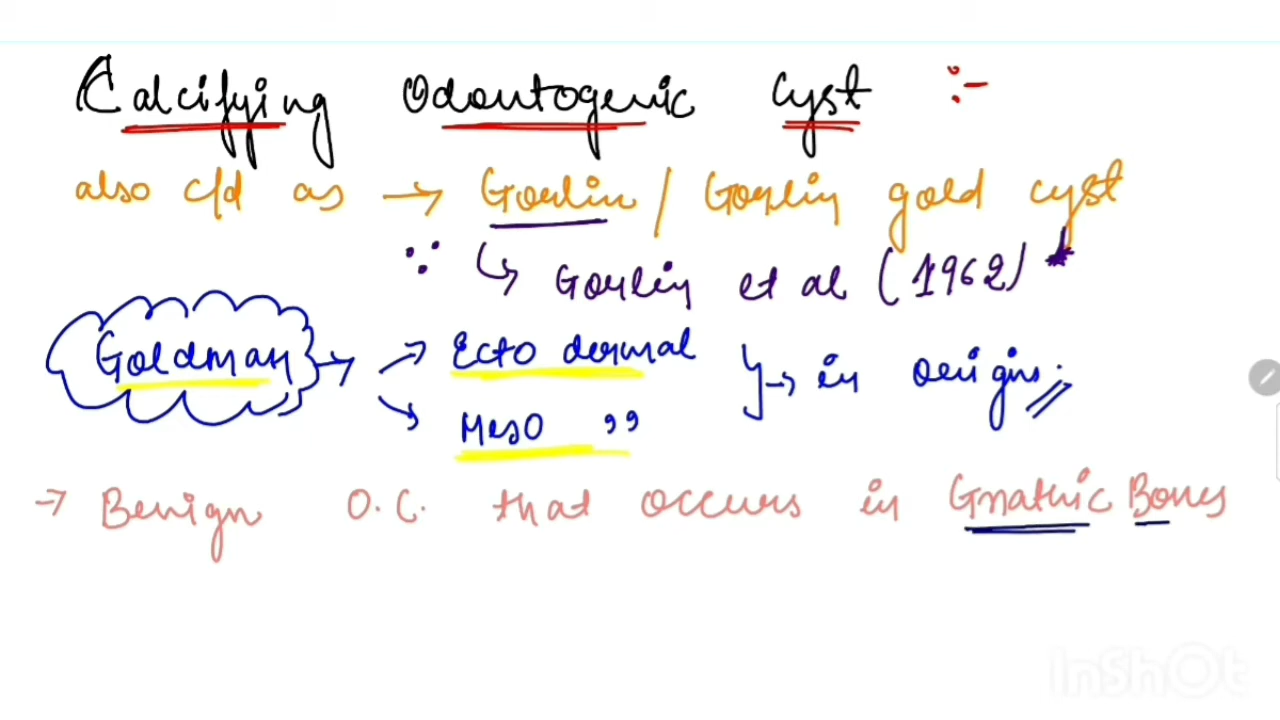 Calcifying Odontogenic Cyst :-
also c/d as → Gorlin / Gorlin gold cyst
∵ ↳ Gorlin et al (1962) *
Goldman → Ecto dermal
Meso ,, } → in origin.
→ Benign O.C. that occurs in Gnathic Bones
InShOt